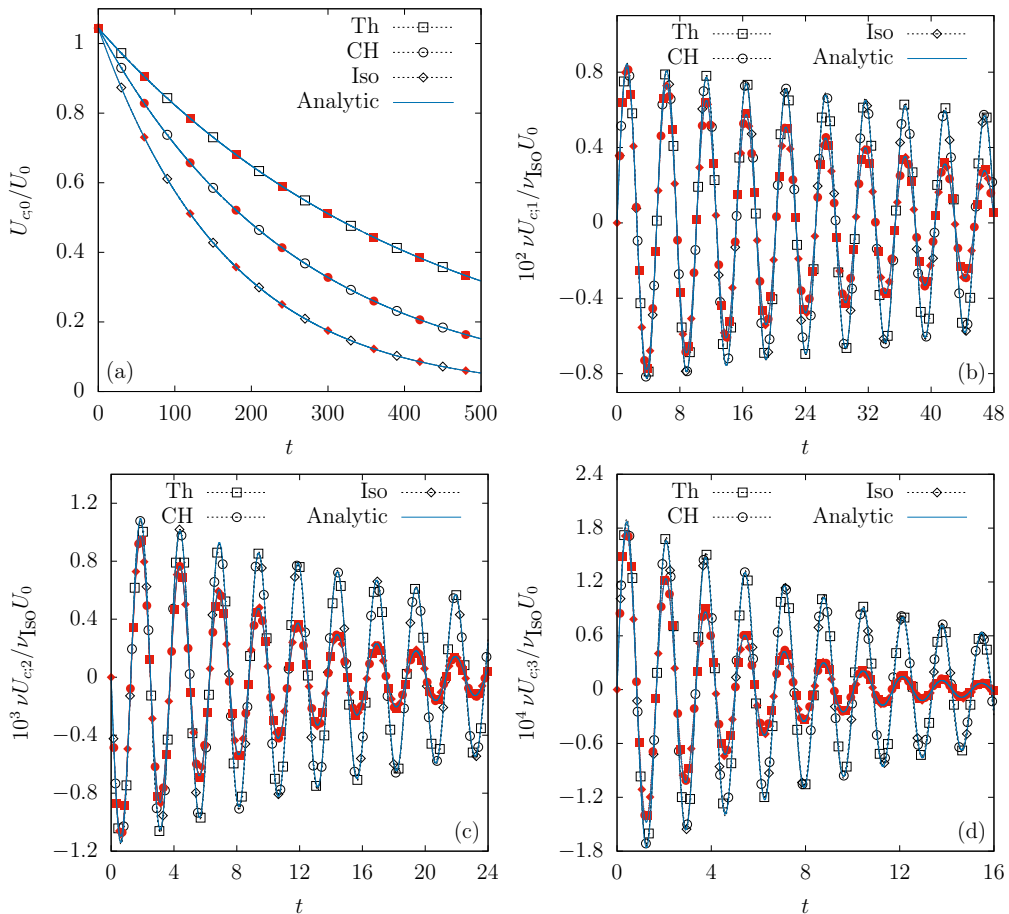 Th
CH
Iso
Analytic
U_{c;0}/U_0
1
0.8
0.6
0.4
0.2
0
(a)
0 100 200 300 400 500
t
Th Iso
CH Analytic
10^2 νU_{c;1}/ν_{Iso}U_0
0.8
0.4
0
−0.4
−0.8
(b)
0 8 16 24 32 40 48
t
Th Iso
CH Analytic
10^3 νU_{c;2}/ν_{Iso}U_0
1.2
0.8
0.4
0
−0.4
−0.8
−1.2
(c)
0 4 8 12 16 20 24
t
Th Iso
CH Analytic
10^4 νU_{c;3}/ν_{Iso}U_0
2.4
1.8
1.2
0.6
0
−0.6
−1.2
−1.8
(d)
0 4 8 12 16
t